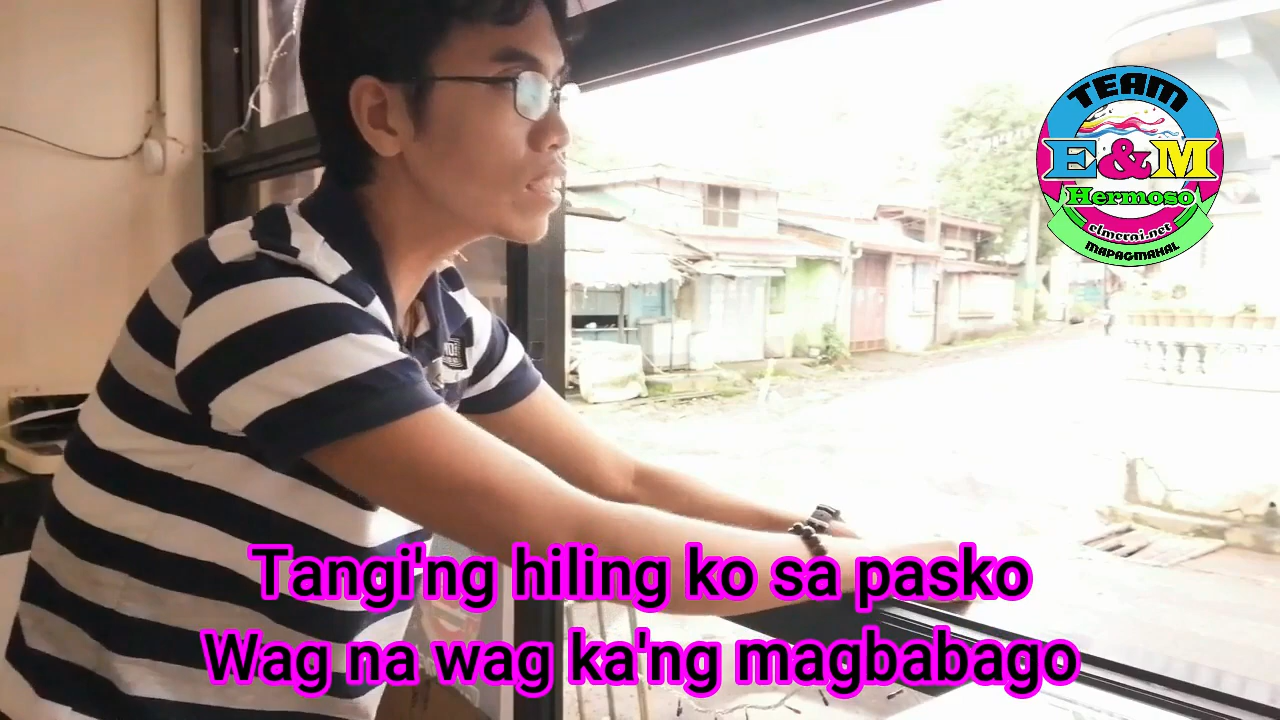 TEAM
E&M
Hermoso
elmerai.net
MAPAGMAHAL
Tangi'ng hiling ko sa pasko
Wag na wag ka'ng magbabago